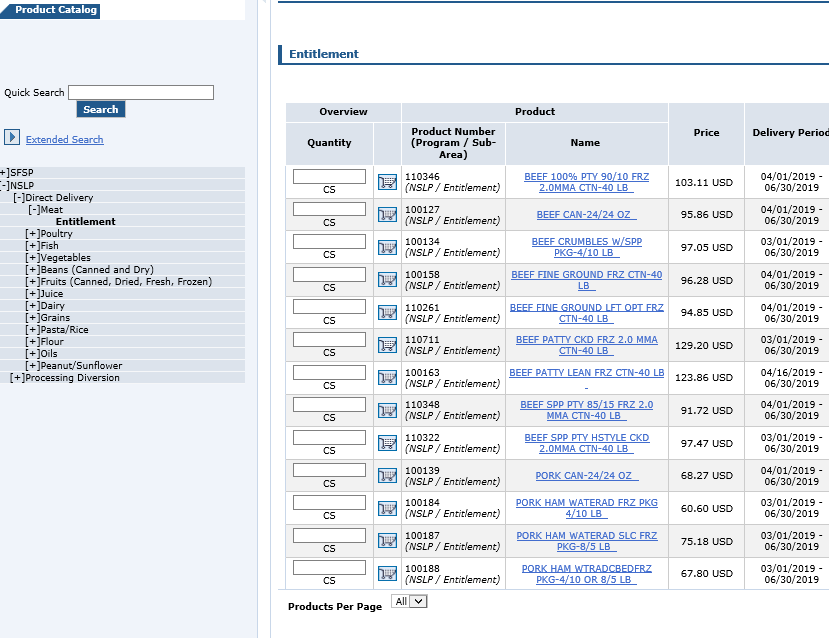 Product Catalog
Quick Search
Search
Extended Search
+]SFSP
[-]NSLP
[-]Direct Delivery
[-]Meat
Entitlement
[+]Poultry
[+]Fish
[+]Vegetables
[+]Beans (Canned and Dry)
[+]Fruits (Canned, Dried, Fresh, Frozen)
[+]Juice
[+]Dairy
[+]Grains
[+]Pasta/Rice
[+]Flour
[+]Oils
[+]Peanut/Sunflower
[+]Processing Diversion
Entitlement
Overview Product
Quantity Product Number (Program / Sub-Area) Name Price Delivery Period
CS 110346 (NSLP / Entitlement) BEEF 100% PTY 90/10 FRZ 2.0MMA CTN-40 LB 103.11 USD 04/01/2019 - 06/30/2019
CS 100127 (NSLP / Entitlement) BEEF CAN-24/24 OZ 95.86 USD 04/01/2019 - 06/30/2019
CS 100134 (NSLP / Entitlement) BEEF CRUMBLES W/SPP PKG-4/10 LB 97.05 USD 03/01/2019 - 06/30/2019
CS 100158 (NSLP / Entitlement) BEEF FINE GROUND FRZ CTN-40 LB 96.28 USD 04/01/2019 - 06/30/2019
CS 110261 (NSLP / Entitlement) BEEF FINE GROUND LFT OPT FRZ CTN-40 LB 94.85 USD 04/01/2019 - 06/30/2019
CS 110711 (NSLP / Entitlement) BEEF PATTY CKD FRZ 2.0 MMA CTN-40 LB 129.20 USD 03/01/2019 - 06/30/2019
CS 100163 (NSLP / Entitlement) BEEF PATTY LEAN FRZ CTN-40 LB 123.86 USD 04/16/2019 - 06/30/2019
CS 110348 (NSLP / Entitlement) BEEF SPP PTY 85/15 FRZ 2.0 MMA CTN-40 LB 91.72 USD 04/01/2019 - 06/30/2019
CS 110322 (NSLP / Entitlement) BEEF SPP PTY HSTYLE CKD 2.0MMA CTN-40 LB 97.47 USD 03/01/2019 - 06/30/2019
CS 100139 (NSLP / Entitlement) PORK CAN-24/24 OZ 68.27 USD 04/01/2019 - 06/30/2019
CS 100184 (NSLP / Entitlement) PORK HAM WATERAD FRZ PKG 4/10 LB 60.60 USD 03/01/2019 - 06/30/2019
CS 100187 (NSLP / Entitlement) PORK HAM WATERAD SLC FRZ PKG-8/5 LB 75.18 USD 03/01/2019 - 06/30/2019
CS 100188 (NSLP / Entitlement) PORK HAM WTRADCBEDFRZ PKG-4/10 OR 8/5 LB 67.80 USD 03/01/2019 - 06/30/2019
Products Per Page All